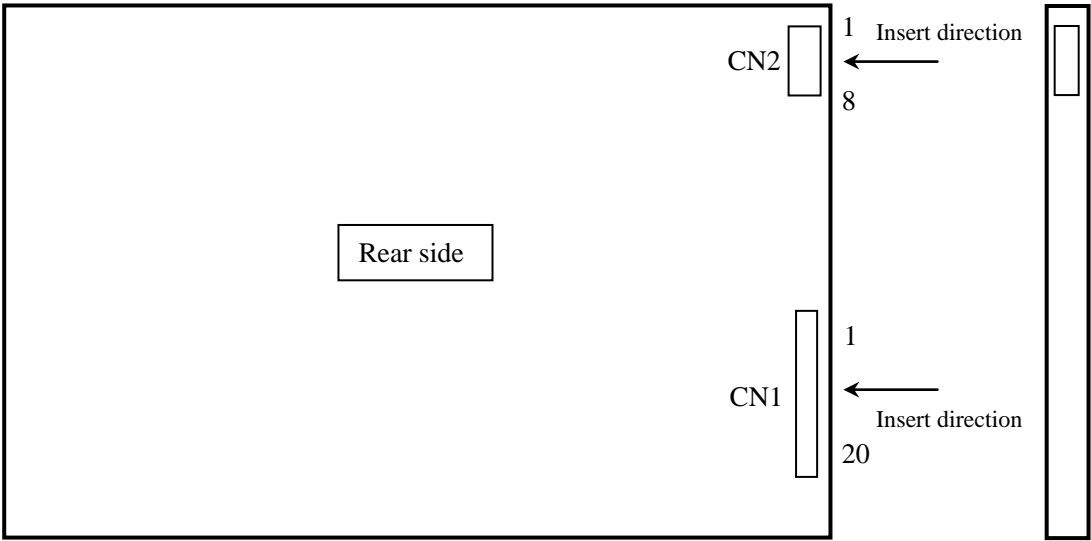 1
Insert direction
CN2
8
Rear side
1
CN1
Insert direction
20